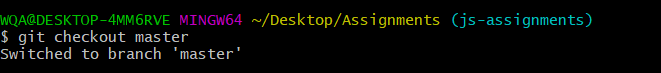 WQA@DESKTOP-4MM6RVE MINGW64 ~/Desktop/Assignments (js-assignments)
$ git checkout master
Switched to branch 'master'